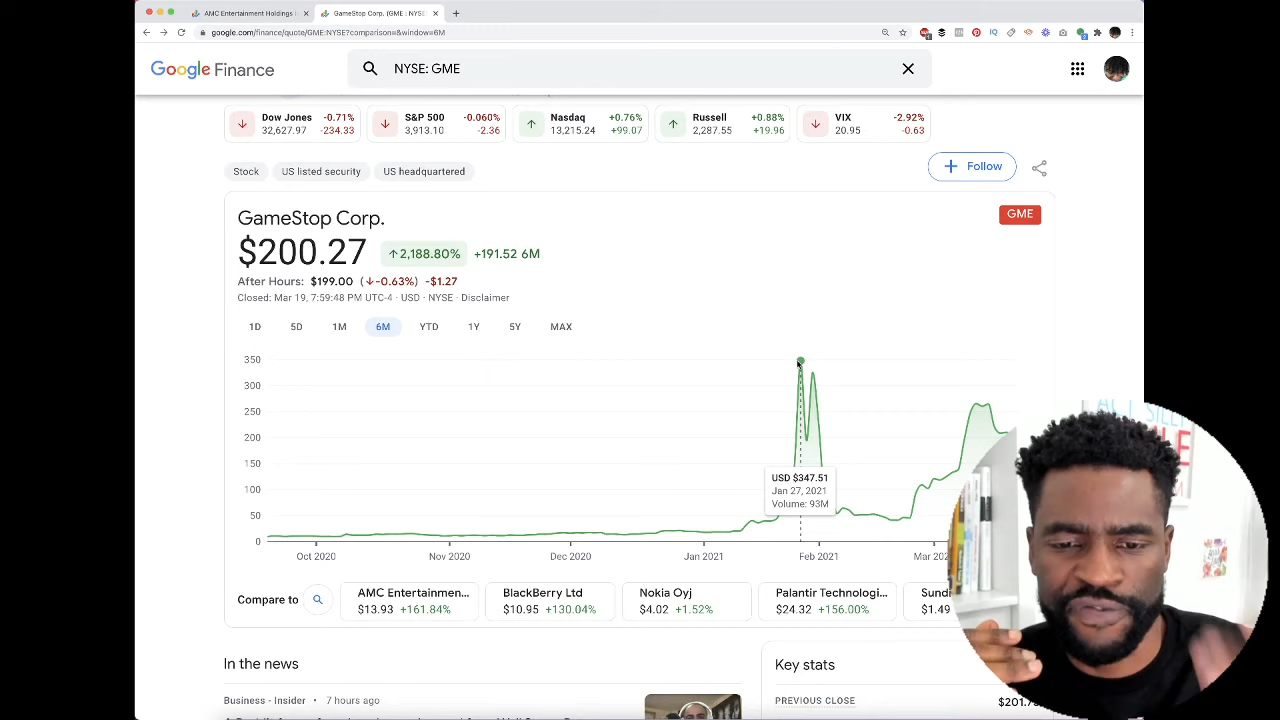 AMC Entertainment Holdings
GameStop Corp. (GME : NYSE
google.com/finance/quote/GME:NYSE?comparison=&window=6M
Google Finance
NYSE: GME
Dow Jones -0.71%
32,627.97 -234.33
S&P 500 -0.060%
3,913.10 -2.36
Nasdaq +0.76%
13,215.24 +99.07
Russell +0.88%
2,287.55 +19.96
VIX -2.92%
20.95 -0.63
Stock
US listed security
US headquartered
+ Follow
GameStop Corp.
GME
$200.27 ↑2,188.80% +191.52 6M
After Hours: $199.00 (↓-0.63%) -$1.27
Closed: Mar 19, 7:59:48 PM UTC-4 · USD · NYSE · Disclaimer
1D 5D 1M 6M YTD 1Y 5Y MAX
350
300
250
200
150
100
50
0
USD $347.51
Jan 27, 2021
Volume: 93M
Oct 2020 Nov 2020 Dec 2020 Jan 2021 Feb 2021 Mar 202
Compare to
AMC Entertainmen...
$13.93 +161.84%
BlackBerry Ltd
$10.95 +130.04%
Nokia Oyj
$4.02 +1.52%
Palantir Technologi...
$24.32 +156.00%
Sund
$1.49
In the news
Key stats
Business - Insider · 7 hours ago
PREVIOUS CLOSE
ACT SILLY